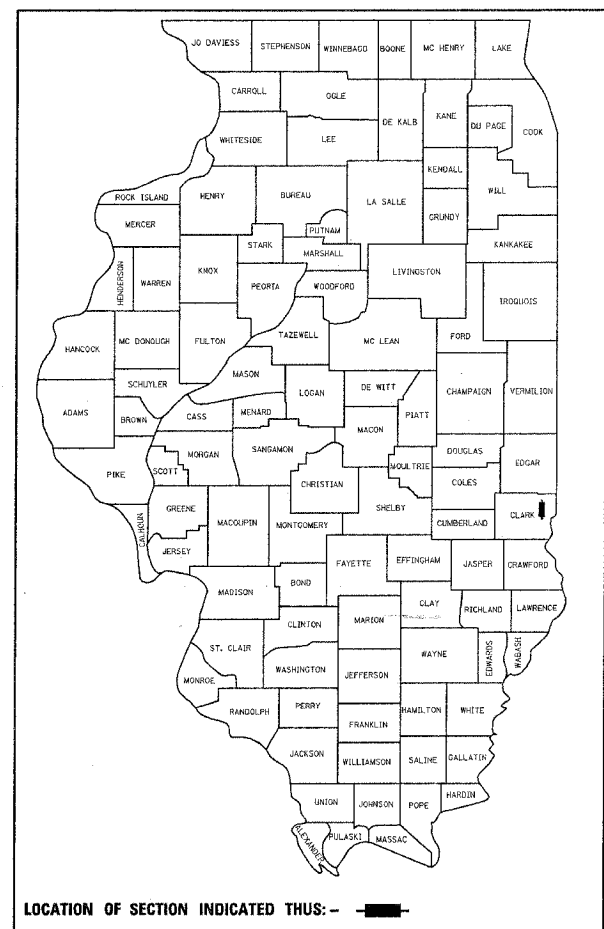 JO DAVIESS STEPHENSON WINNEBAGO BOONE MC HENRY LAKE
CARROLL OGLE DE KALB KANE DU PAGE COOK
WHITESIDE LEE
KENDALL WILL
ROCK ISLAND HENRY BUREAU LA SALLE GRUNDY
MERCER PUTNAM
STARK MARSHALL KANKAKEE
HENDERSON WARREN KNOX PEORIA WOODFORD LIVINGSTON IROQUOIS
HANCOCK MC DONOUGH FULTON TAZEWELL MC LEAN FORD
SCHUYLER MASON LOGAN DE WITT CHAMPAIGN VERMILION
ADAMS BROWN CASS MENARD MACON PIATT
PIKE SCOTT MORGAN SANGAMON CHRISTIAN MOULTRIE DOUGLAS EDGAR
COLES
CALHOUN GREENE MACOUPIN MONTGOMERY SHELBY CUMBERLAND CLARK
JERSEY FAYETTE EFFINGHAM JASPER CRAWFORD
MADISON BOND
CLINTON MARION CLAY RICHLAND LAWRENCE
ST. CLAIR WASHINGTON WAYNE EDWARDS WABASH
MONROE JEFFERSON
RANDOLPH PERRY FRANKLIN HAMILTON WHITE
JACKSON WILLIAMSON SALINE GALLATIN
UNION JOHNSON POPE HARDIN
ALEXANDER PULASKI MASSAC
LOCATION OF SECTION INDICATED THUS: –